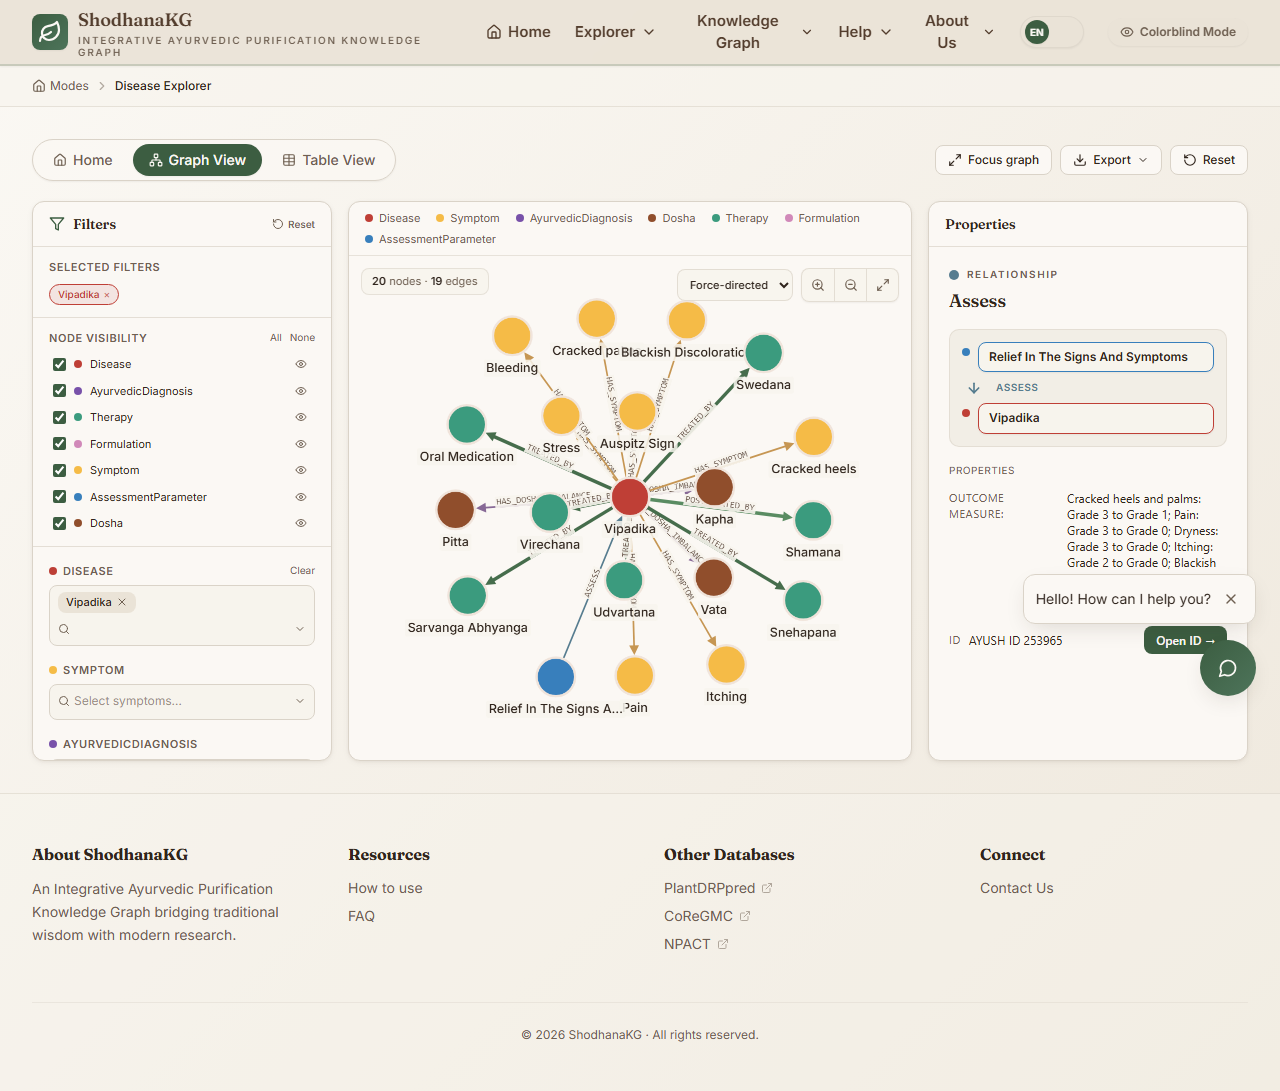 ShodhanaKG
INTEGRATIVE AYURVEDIC PURIFICATION KNOWLEDGE
GRAPH
Home
Explorer
Knowledge
Graph
Help
About
Us
EN
Colorblind Mode
Modes
Disease Explorer
Home
Graph View
Table View
Focus graph
Export
Reset
Filters
Reset
SELECTED FILTERS
Vipadika ×
NODE VISIBILITY
All None
Disease
AyurvedicDiagnosis
Therapy
Formulation
Symptom
AssessmentParameter
Dosha
DISEASE
Clear
Vipadika
SYMPTOM
Select symptoms...
AYURVEDICDIAGNOSIS
Disease
Symptom
AyurvedicDiagnosis
Dosha
Therapy
Formulation
AssessmentParameter
20 nodes · 19 edges
Force-directed
Bleeding
Cracked pa
Blackish Discoloratic
Swedana
Stress
Auspitz Sign
Oral Medication
Cracked heels
HAS_SYMPTOM
TREATED_BY
Pitta
Virechana
Vipadika
Kapha
Shamana
TREATED_BY
HAS_SYMPTOM
ASSESS
Sarvanga Abhyanga
Udvartana
Vata
Snehapana
Relief In The Signs A...
Pain
Itching
Properties
RELATIONSHIP
Assess
Relief In The Signs And Symptoms
ASSESS
Vipadika
PROPERTIES
OUTCOME
MEASURE:
Cracked heels and palms:
Grade 3 to Grade 1; Pain:
Grade 3 to Grade 0; Dryness:
Grade 3 to Grade 0; Itching:
Grade 2 to Grade 0; Blackish
Hello! How can I help you?
ID AYUSH ID 253965
Open ID →
About ShodhanaKG
An Integrative Ayurvedic Purification
Knowledge Graph bridging traditional
wisdom with modern research.
Resources
How to use
FAQ
Other Databases
PlantDRPpred
CoReGMC
NPACT
Connect
Contact Us
© 2026 ShodhanaKG · All rights reserved.